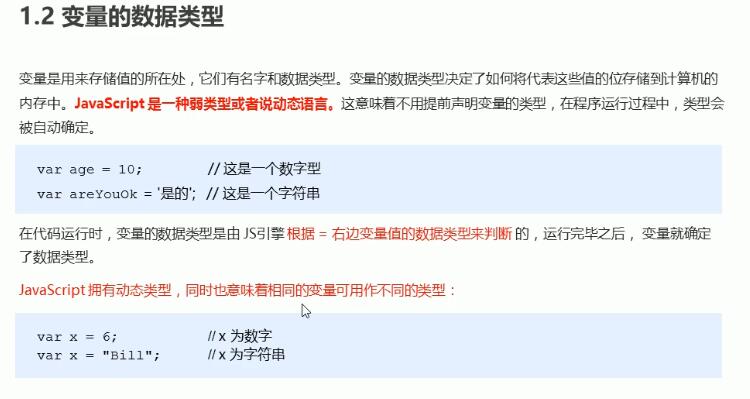 1.2 变量的数据类型
变量是用来存储值的所在处，它们有名字和数据类型。变量的数据类型决定了如何将代表这些值的位存储到计算机的
内存中。JavaScript 是一种弱类型或者说动态语言。这意味着不用提前声明变量的类型，在程序运行过程中，类型会
被自动确定。
var age = 10; // 这是一个数字型
var areYouOk = '是的'; // 这是一个字符串
在代码运行时，变量的数据类型是由 JS引擎 根据 = 右边变量值的数据类型来判断 的，运行完毕之后， 变量就确定
了数据类型。
JavaScript 拥有动态类型，同时也意味着相同的变量可用作不同的类型：
var x = 6; // x 为数字
var x = "Bill"; // x 为字符串